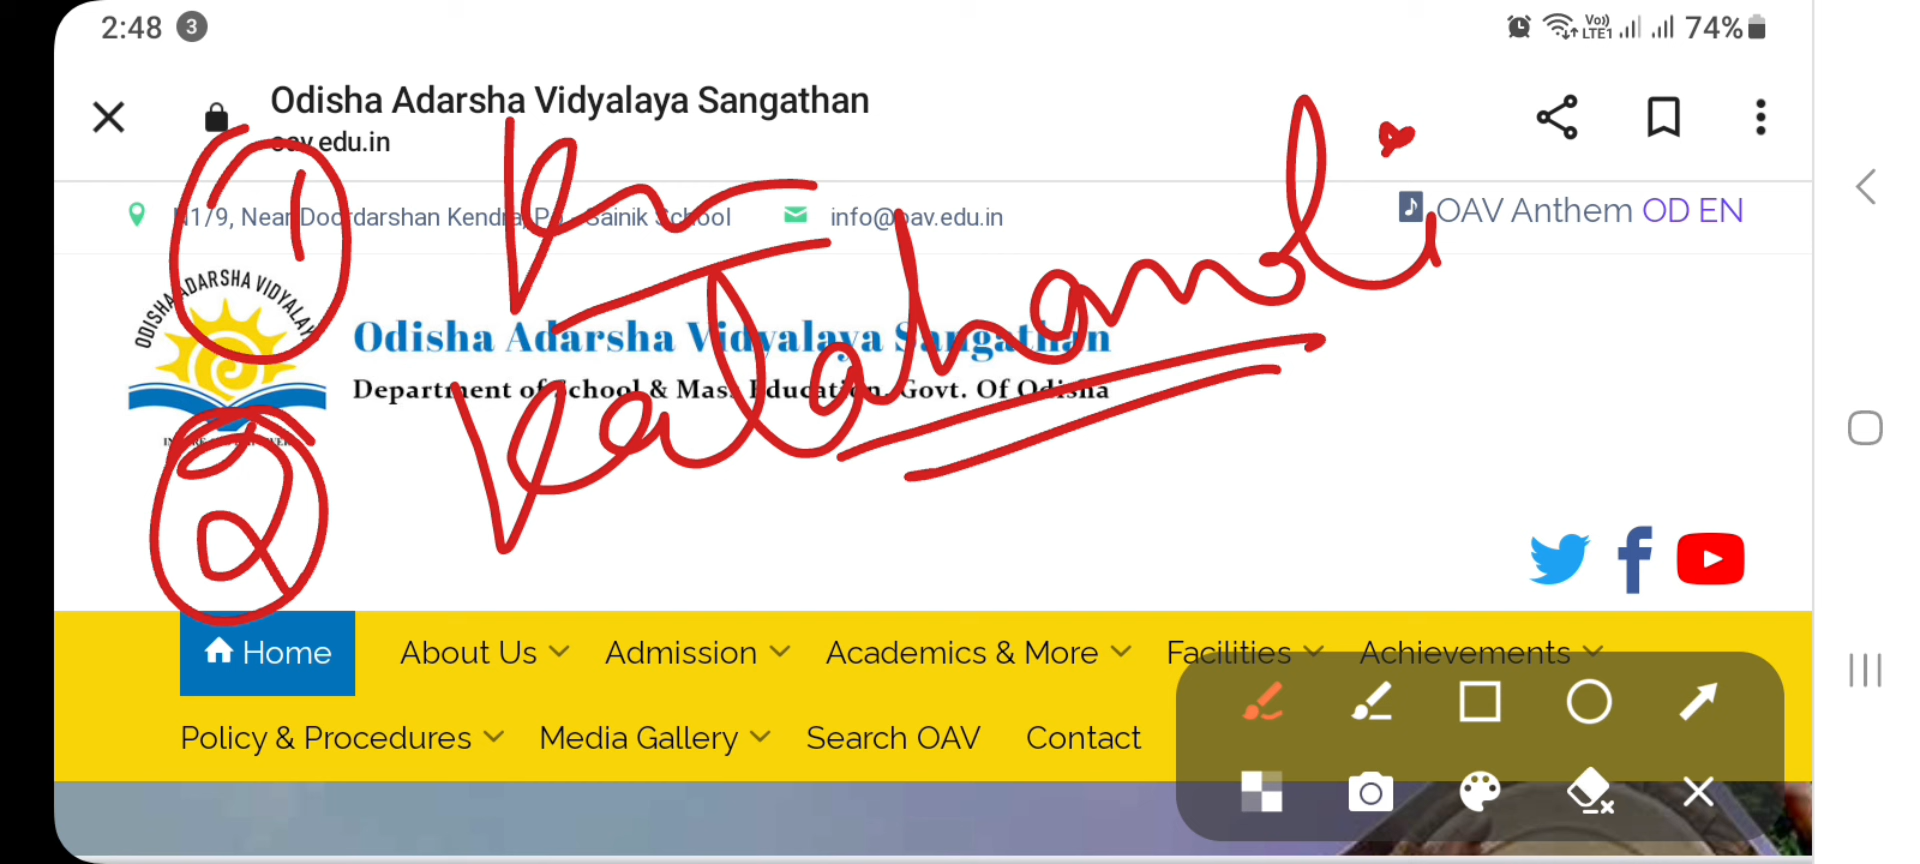 2:48 3 Vo)) LTE1 74%
Odisha Adarsha Vidyalaya Sangathan
oav.edu.in
N1/9, Near Doordarshan Kendra, PO - Sainik School info@oav.edu.in OAV Anthem OD EN
1
ODISHA ADARSHA VIDYALAYA
Odisha Adarsha Vidyalaya Sangathan
Department of School & Mass Education, Govt. Of Odisha
Kalahandi
2
Home About Us Admission Academics & More Facilities Achievements
Policy & Procedures Media Gallery Search OAV Contact